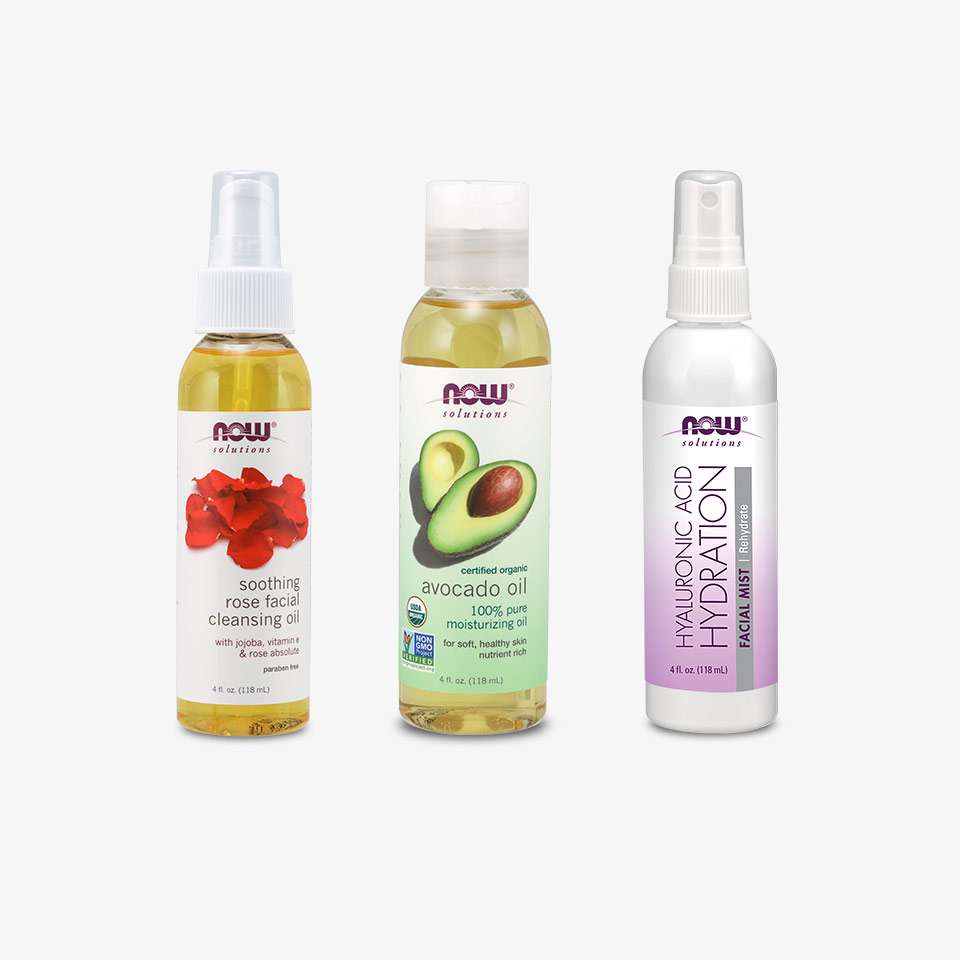 NOW®
solutions
soothing
rose facial
cleansing oil
with jojoba, vitamin e
& rose absolute
paraben free
4 fl. oz. (118 mL)
NOW®
solutions
certified organic
avocado oil
100% pure
moisturizing oil
for soft, healthy skin
nutrient rich
USDA
ORGANIC
NON
GMO
Project
VERIFIED
4 fl. oz. (118 mL)
NOW®
solutions
HYALURONIC ACID
HYDRATION
FACIAL MIST | Rehydrate
4 fl. oz. (118 mL)